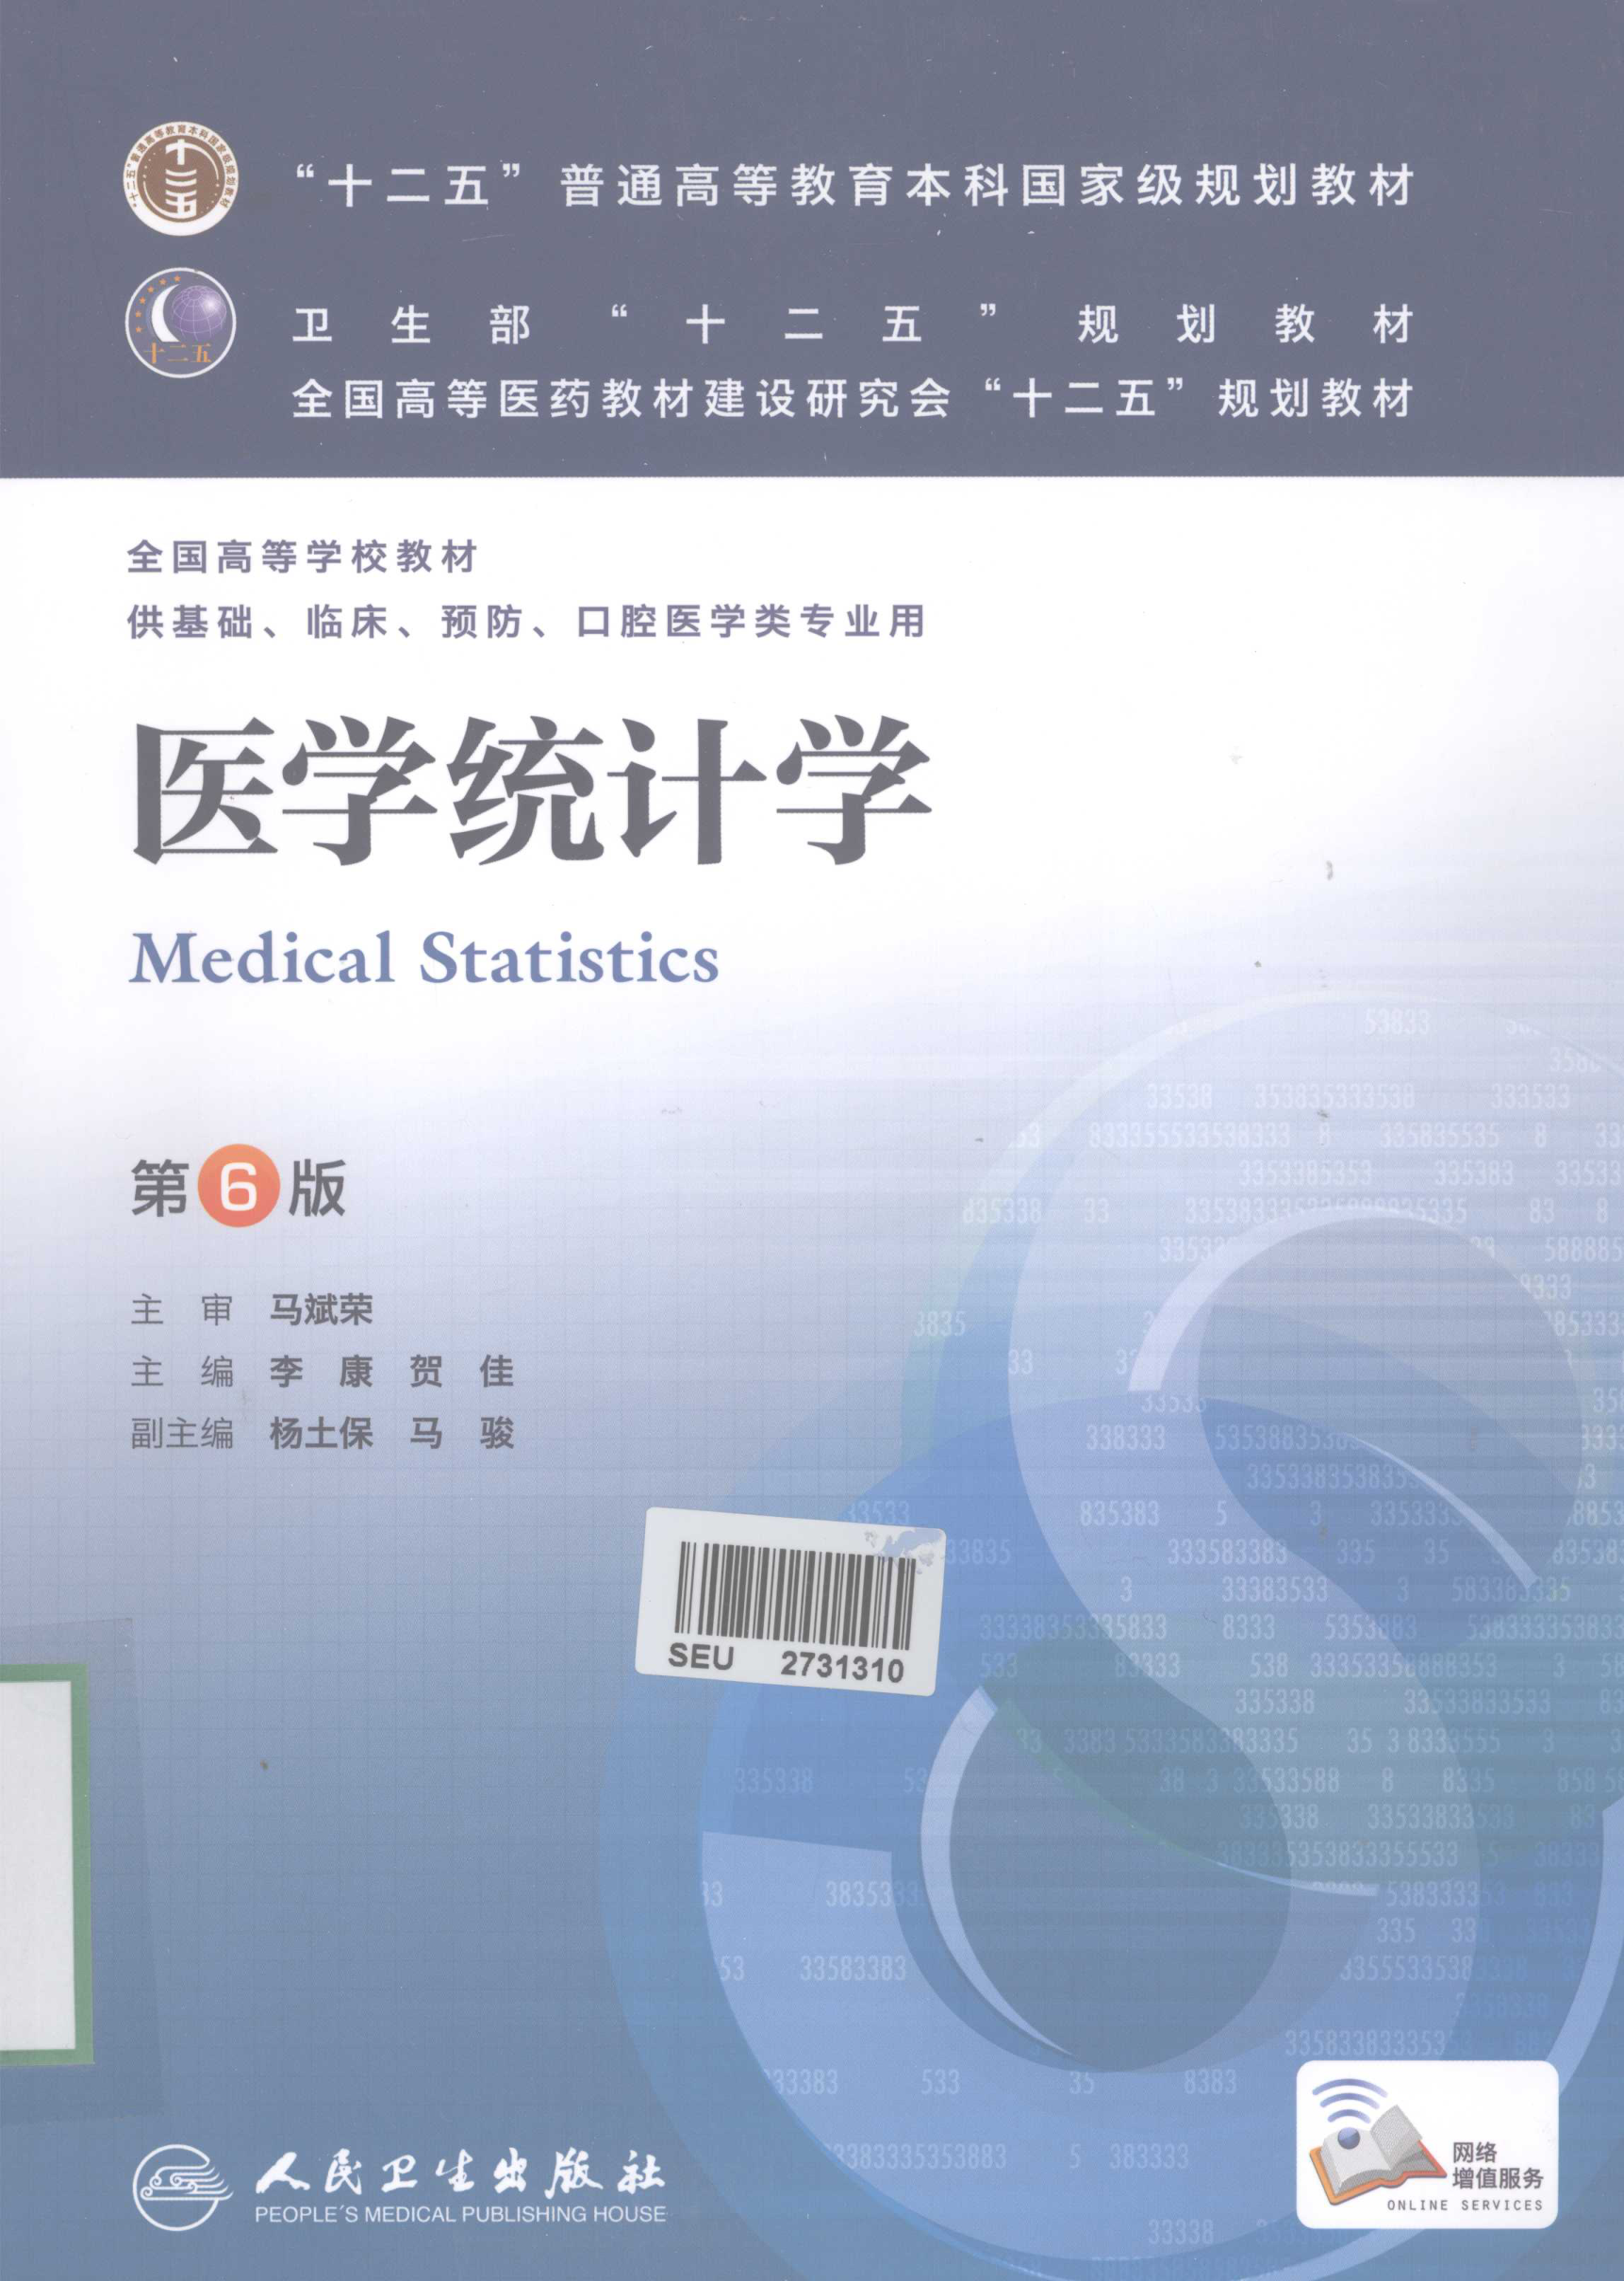 “十二五”普通高等教育本科国家级规划教材
卫生部“十二五”规划教材
十二五
全国高等医药教材建设研究会“十二五”规划教材
全国高等学校教材
供基础、临床、预防、口腔医学类专业用
医学统计学
Medical Statistics
第6版
主 审 马斌荣
主 编 李 康 贺 佳
副主编 杨土保 马 骏
SEU 2731310
人民卫生出版社
PEOPLE'S MEDICAL PUBLISHING HOUSE
网络
增值服务
ONLINE SERVICES